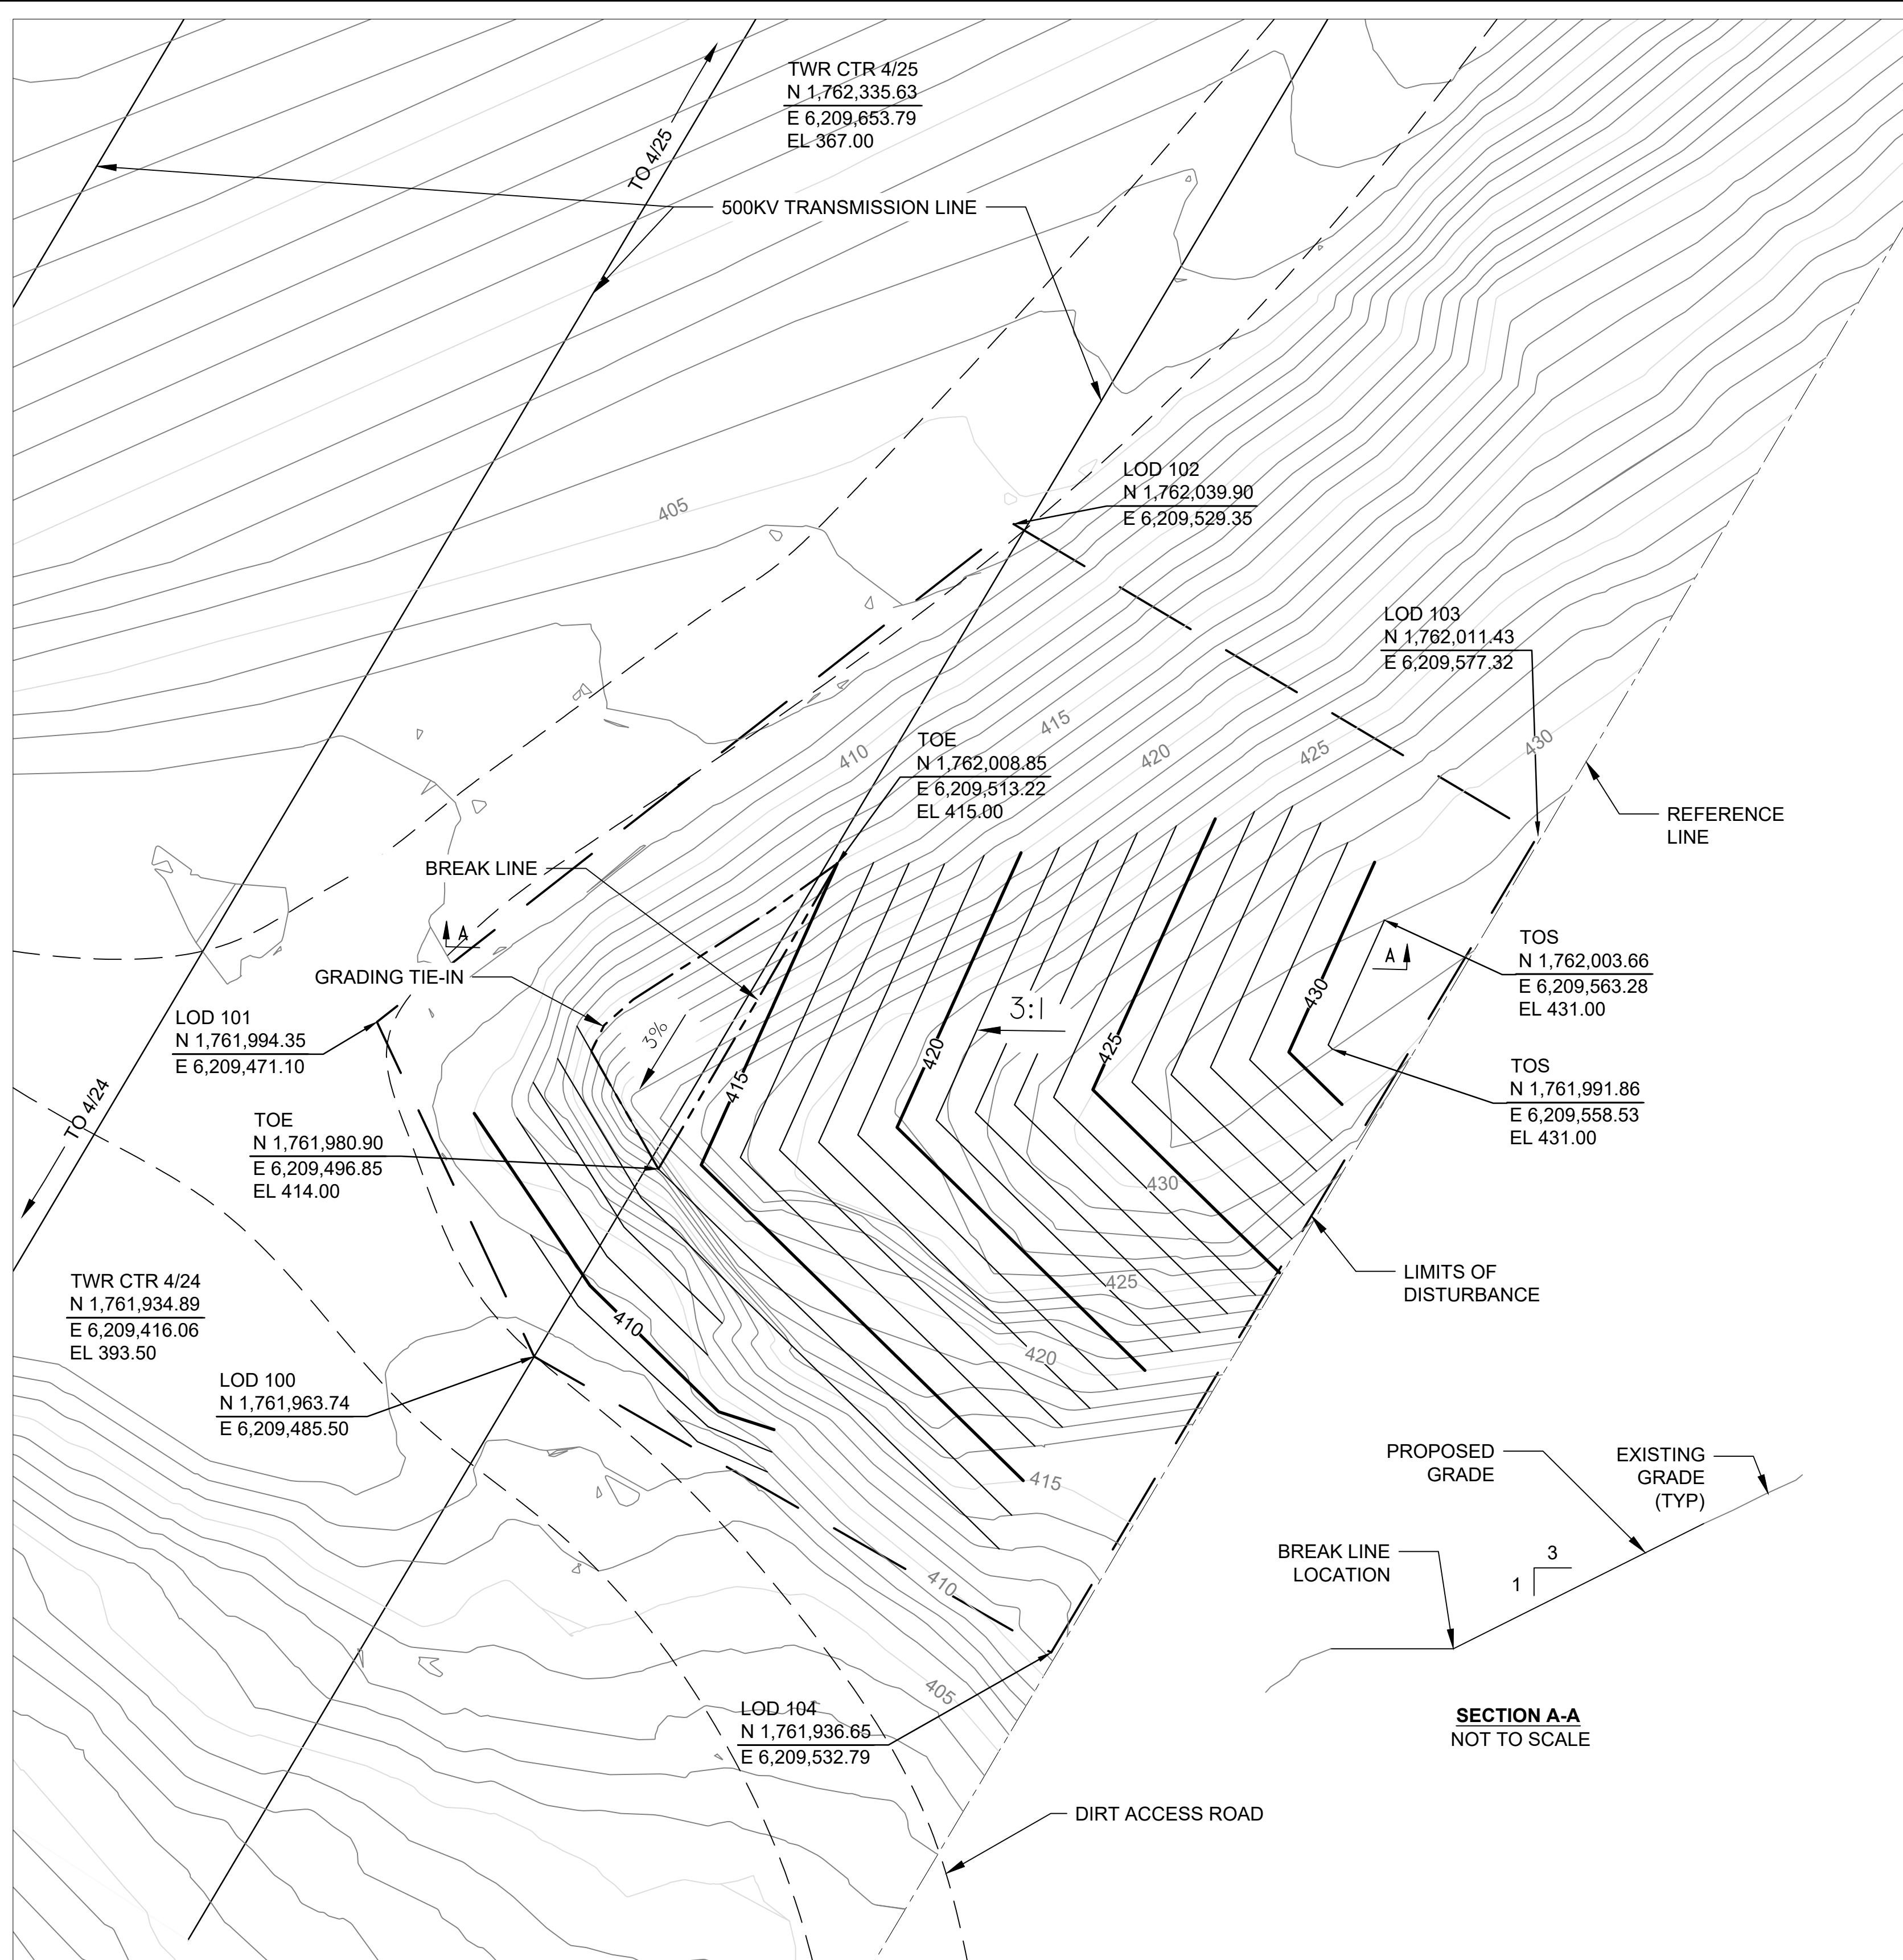 TWR CTR 4/25
N 1,762,335.63
E 6,209,653.79
EL 367.00
TO 4/25
500KV TRANSMISSION LINE
405
LOD 102
N 1,762,039.90
E 6,209,529.35
LOD 103
N 1,762,011.43
E 6,209,577.32
410
415
420
425
430
TOE
N 1,762,008.85
E 6,209,513.22
EL 415.00
REFERENCE
LINE
BREAK LINE
A
GRADING TIE-IN
A
TOS
N 1,762,003.66
E 6,209,563.28
EL 431.00
LOD 101
N 1,761,994.35
E 6,209,471.10
3%
3:1
430
425
420
415
TOS
N 1,761,991.86
E 6,209,558.53
EL 431.00
TO 4/24
TOE
N 1,761,980.90
E 6,209,496.85
EL 414.00
430
425
420
415
410
405
LIMITS OF
DISTURBANCE
TWR CTR 4/24
N 1,761,934.89
E 6,209,416.06
EL 393.50
410
LOD 100
N 1,761,963.74
E 6,209,485.50
PROPOSED
GRADE
EXISTING
GRADE
(TYP)
BREAK LINE
LOCATION
3
1
LOD 104
N 1,761,936.65
E 6,209,532.79
SECTION A-A
NOT TO SCALE
DIRT ACCESS ROAD